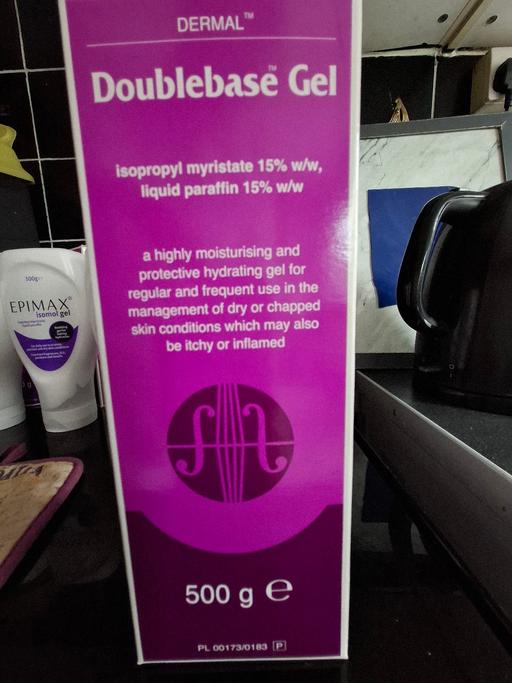 DERMAL™
Doublebase™ Gel
isopropyl myristate 15% w/w,
liquid paraffin 15% w/w
a highly moisturising and
protective hydrating gel for
regular and frequent use in the
management of dry or chapped
skin conditions which may also
be itchy or inflamed
500 g ℮
PL 00173/0183 P
500g℮
EPIMAX®
isomol gel